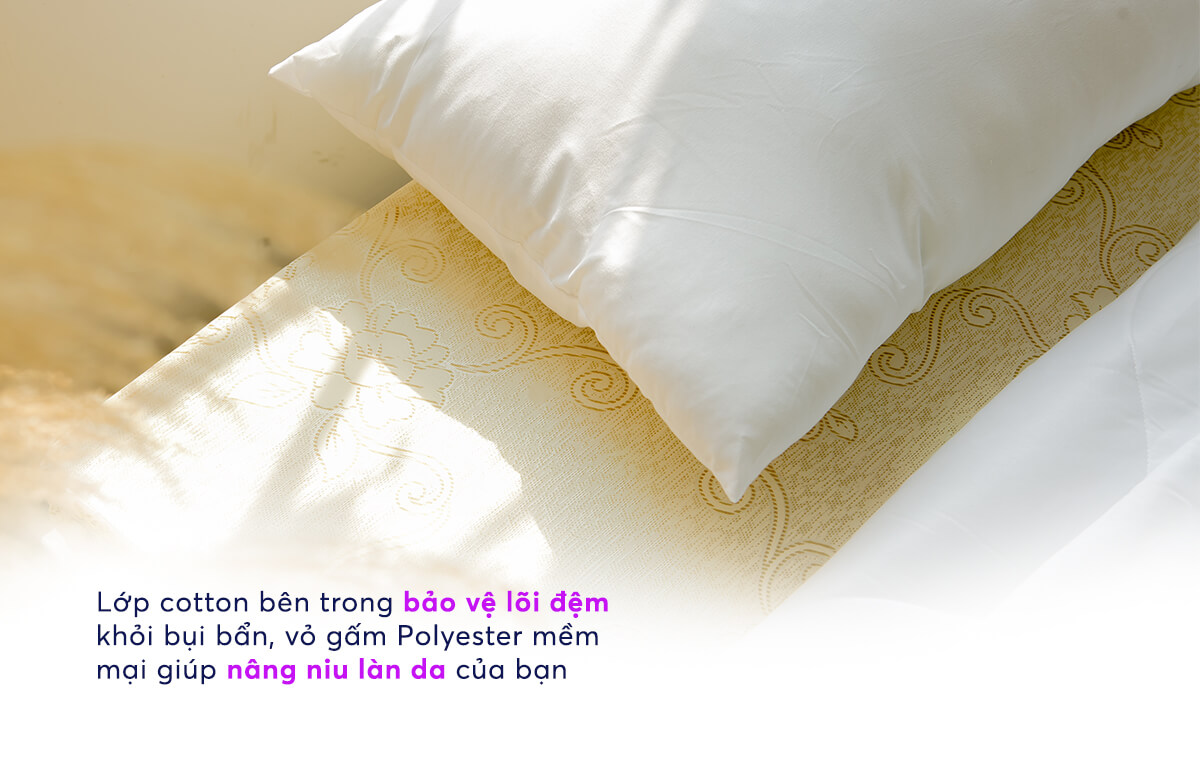 Lớp cotton bên trong bảo vệ lõi đệm
khỏi bụi bẩn, vỏ gấm Polyester mềm
mại giúp nâng niu làn da của bạn